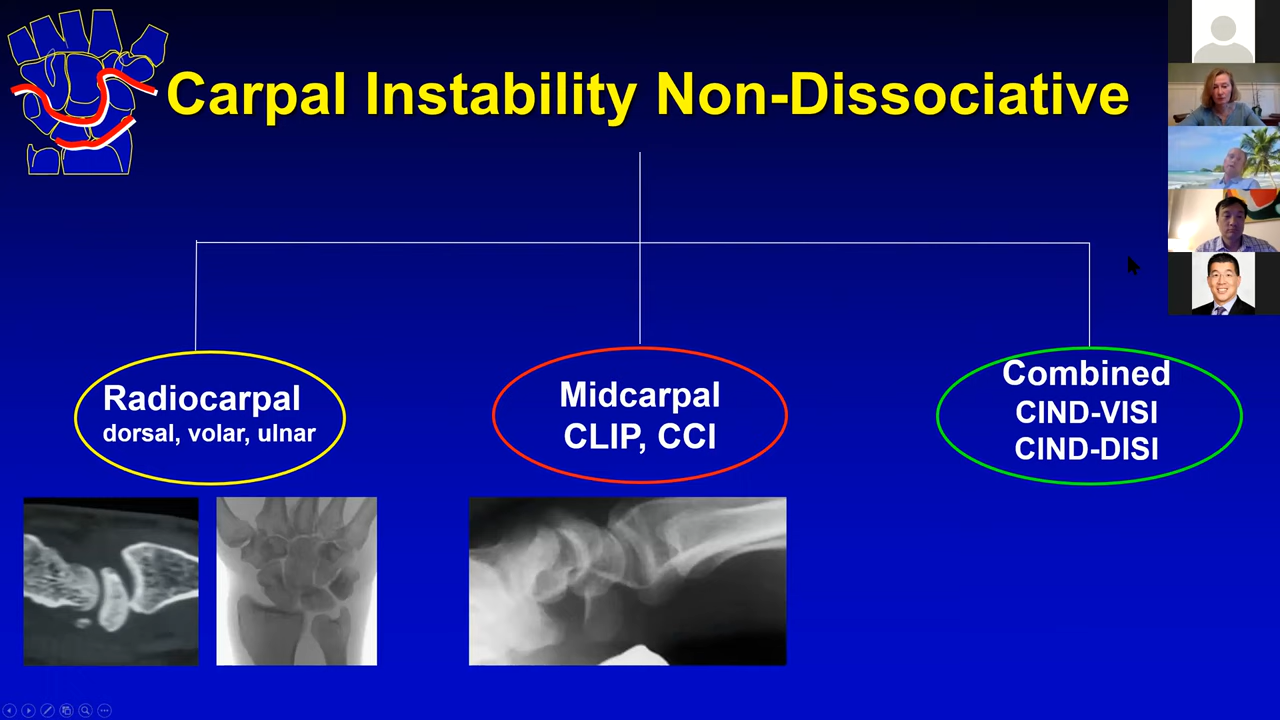 Carpal Instability Non-Dissociative
Radiocarpal
dorsal, volar, ulnar
Midcarpal
CLIP, CCI
Combined
CIND-VISI
CIND-DISI